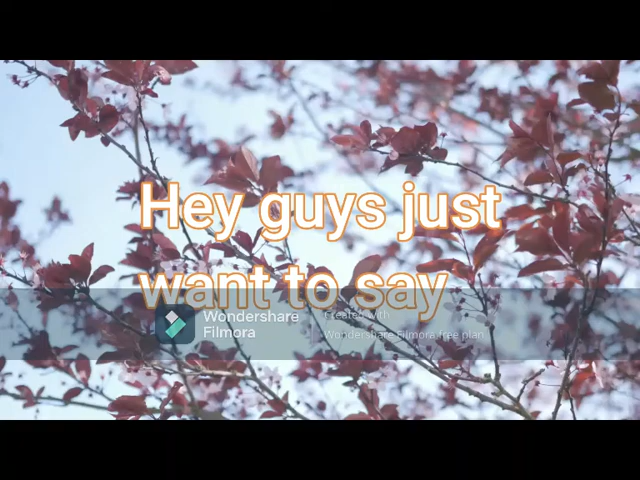 Hey guys just
want to say
Wondershare
Filmora
Created with
Wondershare Filmora free plan